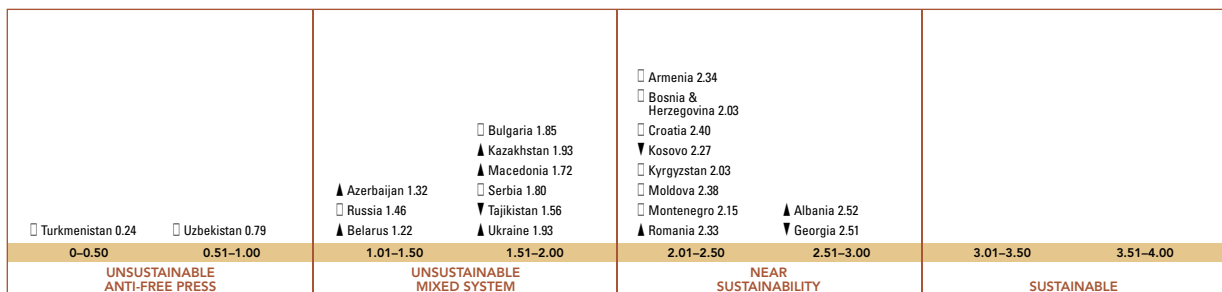 Turkmenistan 0.24
Uzbekistan 0.79
▲ Azerbaijan 1.32
Russia 1.46
▲ Belarus 1.22
Bulgaria 1.85
▲ Kazakhstan 1.93
▲ Macedonia 1.72
Serbia 1.80
▼ Tajikistan 1.56
▲ Ukraine 1.93
Armenia 2.34
Bosnia &
Herzegovina 2.03
Croatia 2.40
▼ Kosovo 2.27
Kyrgyzstan 2.03
Moldova 2.38
Montenegro 2.15
▲ Romania 2.33
▲ Albania 2.52
▼ Georgia 2.51
0–0.50
0.51–1.00
1.01–1.50
1.51–2.00
2.01–2.50
2.51–3.00
3.01–3.50
3.51–4.00
UNSUSTAINABLE
ANTI-FREE PRESS
UNSUSTAINABLE
MIXED SYSTEM
NEAR
SUSTAINABILITY
SUSTAINABLE